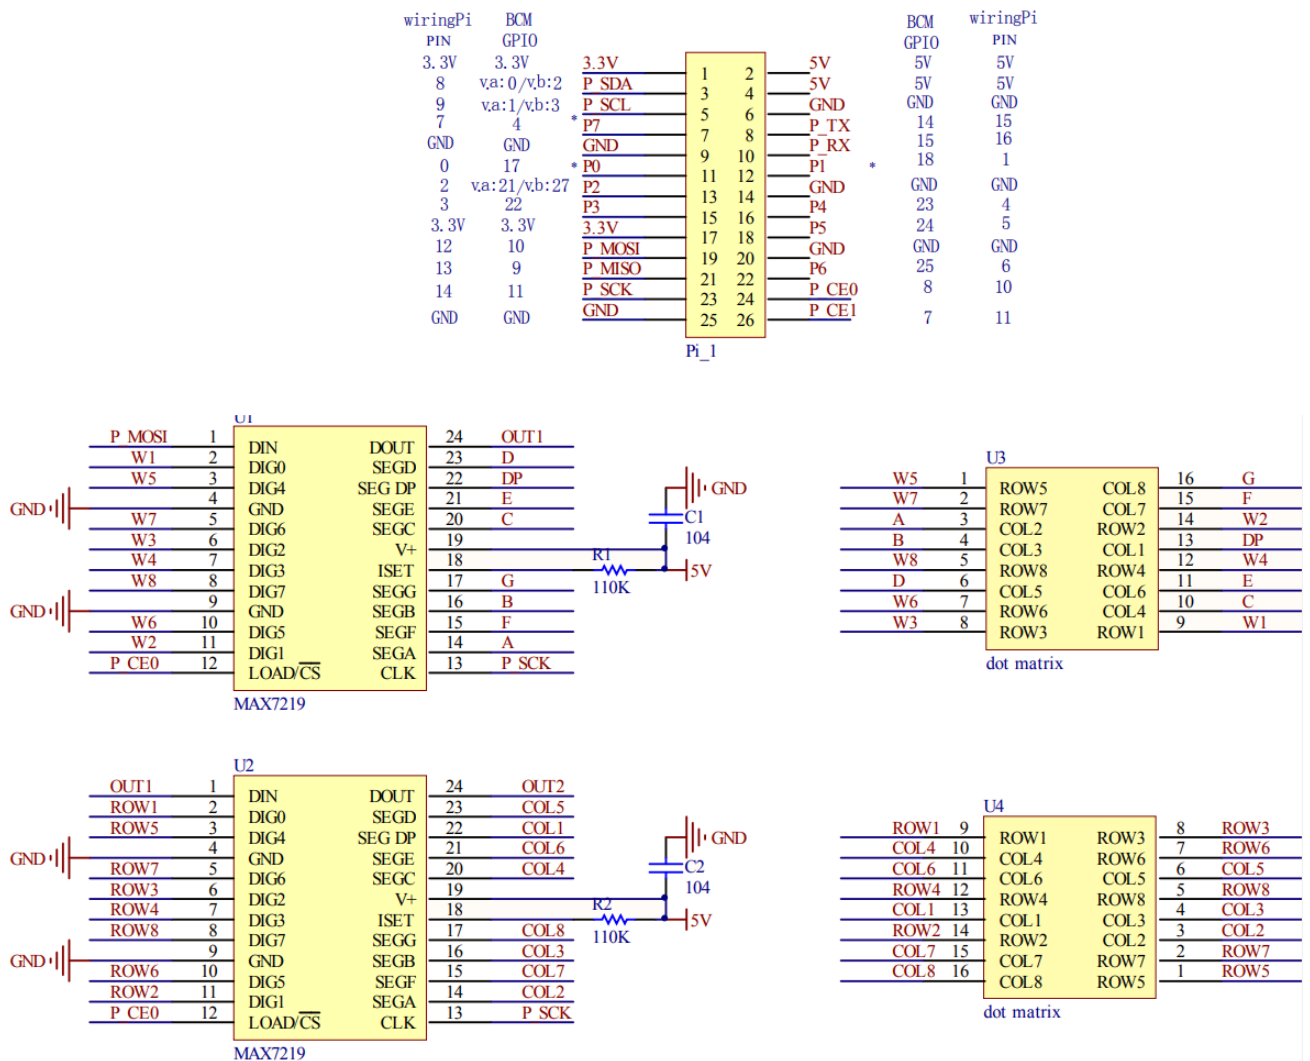 wiringPi BCM BCM wiringPi
PIN GPIO GPIO PIN
3.3V 3.3V 3.3V 1 2 5V 5V 5V
8 v.a:0/v.b:2 P_SDA 3 4 5V 5V 5V
9 v.a:1/v.b:3 P_SCL 5 6 GND GND GND
7 4 * P7 7 8 P_TX 14 15
GND GND GND 9 10 P_RX 15 16
0 17 * P0 11 12 P1 * 18 1
2 v.a:21/v.b:27 P2 13 14 GND GND GND
3 22 P3 15 16 P4 23 4
3.3V 3.3V 3.3V 17 18 P5 24 5
12 10 P_MOSI 19 20 GND GND GND
13 9 P_MISO 21 22 P6 25 6
14 11 P_SCK 23 24 P_CE0 8 10
GND GND GND 25 26 P_CE1 7 11
Pi_1
U1
P_MOSI 1 DIN DOUT 24 OUT1
W1 2 DIG0 SEGD 23 D
W5 3 DIG4 SEG DP 22 DP
GND 4 GND SEGE 21 E
W7 5 DIG6 SEGC 20 C
W3 6 DIG2 V+ 19
W4 7 DIG3 ISET 18
W8 8 DIG7 SEGG 17 G
GND 9 GND SEGB 16 B
W6 10 DIG5 SEGF 15 F
W2 11 DIG1 SEGA 14 A
P_CE0 12 LOAD/CS CLK 13 P_SCK
MAX7219
GND
C1
104
R1
110K
5V
U3
W5 1 ROW5 COL8 16 G
W7 2 ROW7 COL7 15 F
A 3 COL2 ROW2 14 W2
B 4 COL3 COL1 13 DP
W8 5 ROW8 ROW4 12 W4
D 6 COL5 COL6 11 E
W6 7 ROW6 COL4 10 C
W3 8 ROW3 ROW1 9 W1
dot matrix
U2
OUT1 1 DIN DOUT 24 OUT2
ROW1 2 DIG0 SEGD 23 COL5
ROW5 3 DIG4 SEG DP 22 COL1
GND 4 GND SEGE 21 COL6
ROW7 5 DIG6 SEGC 20 COL4
ROW3 6 DIG2 V+ 19
ROW4 7 DIG3 ISET 18
ROW8 8 DIG7 SEGG 17 COL8
GND 9 GND SEGB 16 COL3
ROW6 10 DIG5 SEGF 15 COL7
ROW2 11 DIG1 SEGA 14 COL2
P_CE0 12 LOAD/CS CLK 13 P_SCK
MAX7219
GND
C2
104
R2
110K
5V
U4
ROW1 9 ROW1 ROW3 8 ROW3
COL4 10 COL4 ROW6 7 ROW6
COL6 11 COL6 COL5 6 COL5
ROW4 12 ROW4 ROW8 5 ROW8
COL1 13 COL1 COL3 4 COL3
ROW2 14 ROW2 COL2 3 COL2
COL7 15 COL7 ROW7 2 ROW7
COL8 16 COL8 ROW5 1 ROW5
dot matrix